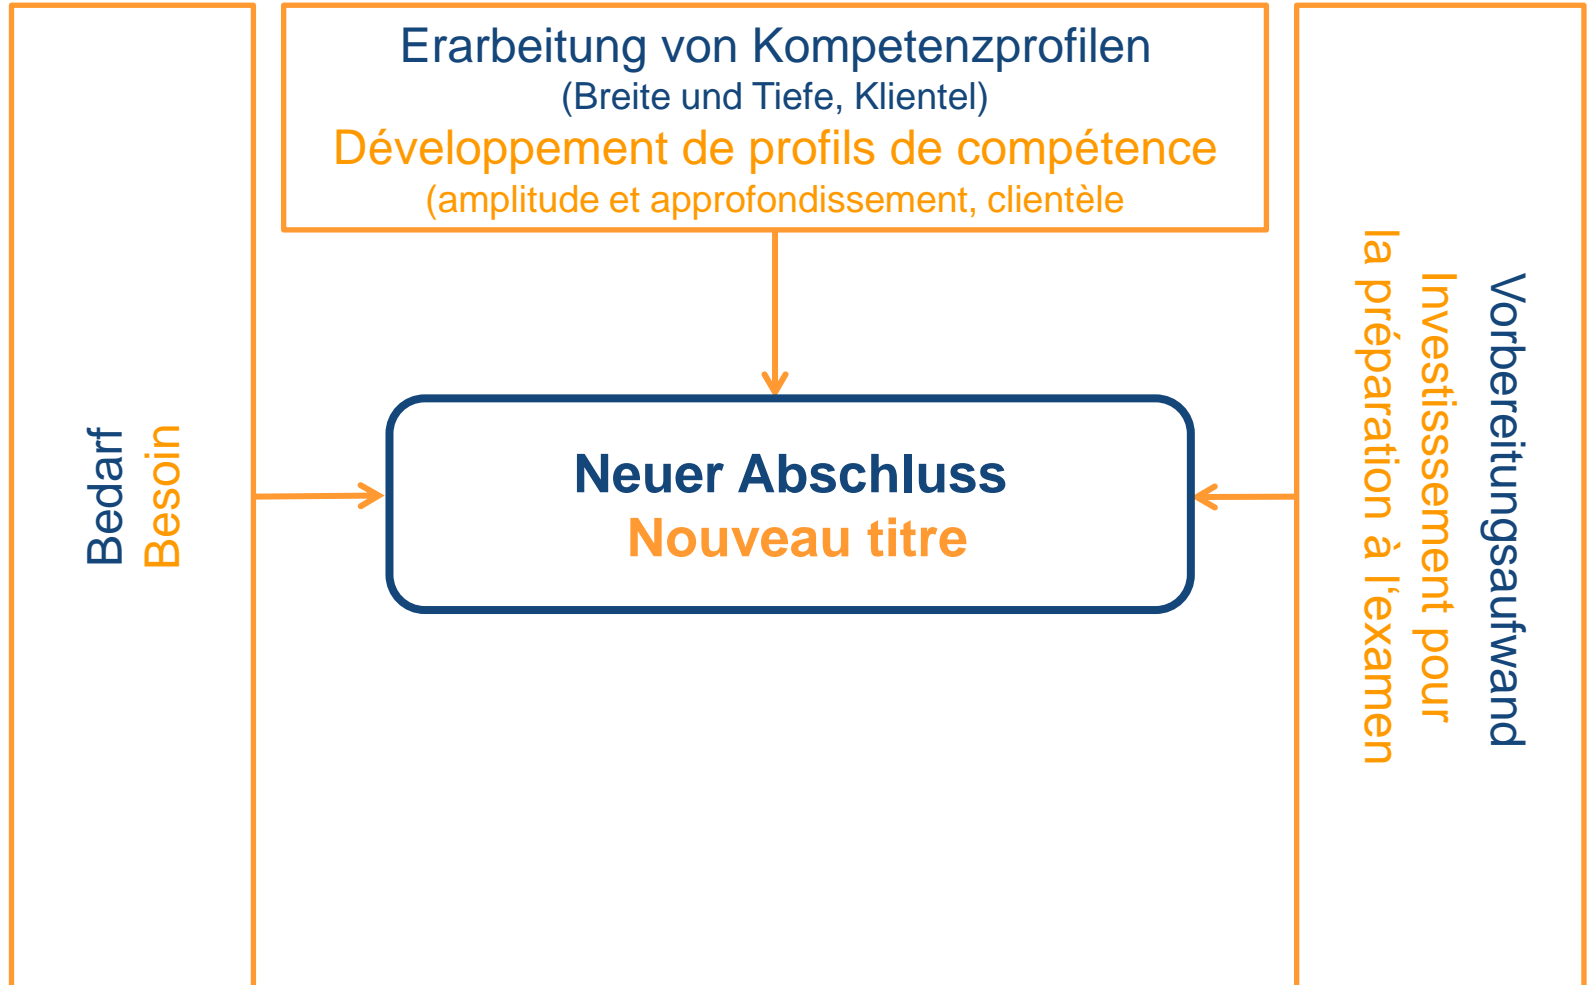 Erarbeitung von Kompetenzprofilen
(Breite und Tiefe, Klientel)
Développement de profils de compétence
(amplitude et approfondissement, clientèle
Bedarf
Besoin
Neuer Abschluss
Nouveau titre
Vorbereitungsaufwand
Investisssement pour
la préparation à l‘examen